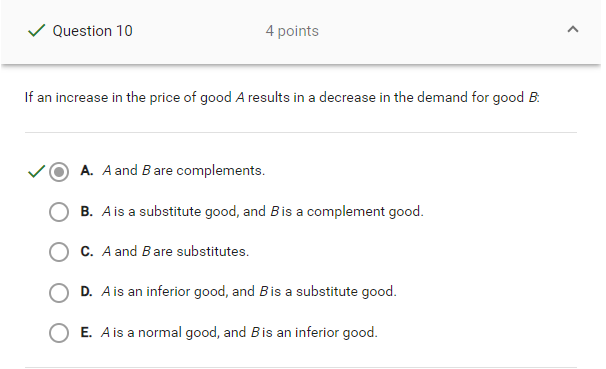 Question 10
4 points
If an increase in the price of good A results in a decrease in the demand for good B:
A. A and B are complements.
B. A is a substitute good, and B is a complement good.
C. A and B are substitutes.
D. A is an inferior good, and B is a substitute good.
E. A is a normal good, and B is an inferior good.